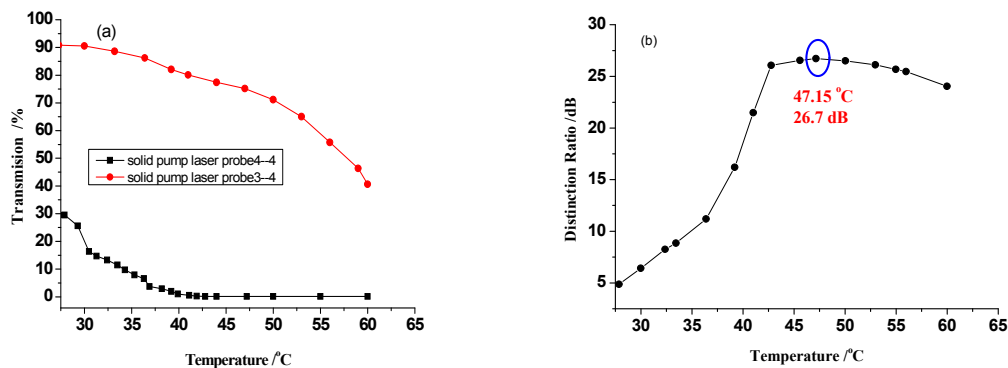 (a)
100
90
80
70
60
50
40
30
20
10
0
Transmision /%
solid pump laser probe4--4
solid pump laser probe3--4
30 35 40 45 50 55 60 65
Temperature /°C
(b)
30
25
20
15
10
5
Distinction Ratio /dB
47.15 °C
26.7 dB
30 35 40 45 50 55 60 65
Temperature /°C